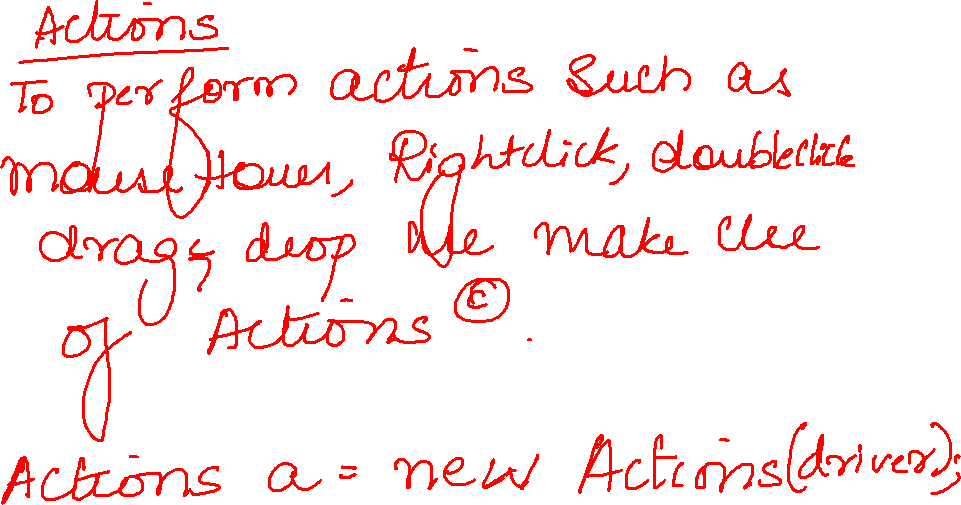 Actions
To perform actions such as
mouse Hover, Rightclick, doubleclick
drag & drop we make use
of Actions ©.
Actions a = new Actions(driver);